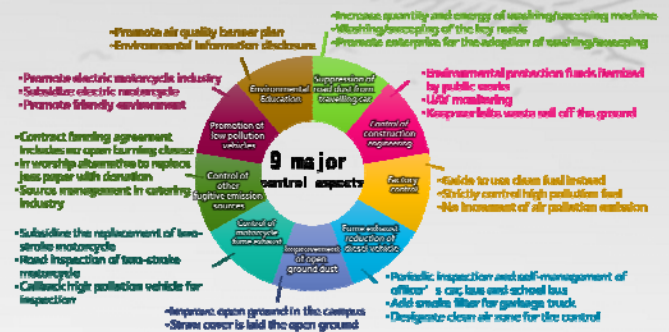 •Promote air quality banner plan
•Environmental information disclosure
•Increase quantity and energy of washing/sweeping machine
•Washing/sweeping of the key roads
•Promote enterprise for the adoption of washing/sweeping
•Promote electric motorcycle industry
•Subsidize electric motorcycle
•Promote friendly environment
•Environmental protection funds itemized
by public works
•UAV monitoring
•Keep worksite waste soil off the ground
•Contract farming agreement
includes no open burning clause
•In worship alternative to replace
joss paper with donation
•Source management in catering
industry
•Guide to use clean fuel instead
•Strictly control high pollution fuel
•No increment of air pollution emission
•Subsidize the replacement of two-
stroke motorcycle
•Road inspection of two-stroke
motorcycle
•Callback high pollution vehicle for
inspection
•Periodic inspection and self-management of
officer's car, bus and school bus
•Add smoke filter for garbage truck
•Designate clean air zone for the control
•Improve open ground in the campus
•Straw cover is laid the open ground
Environmental
Education
Suppression of
road dust from
travelling car
Promotion of
low pollution
vehicles
Control of
construction
engineering
9 major
control aspects
Control of
other
fugitive emission
sources
Factory
control
Control of
motorcycle
fume exhaust
Improvement
of open
ground dust
Fume exhaust
reduction of
diesel vehicle